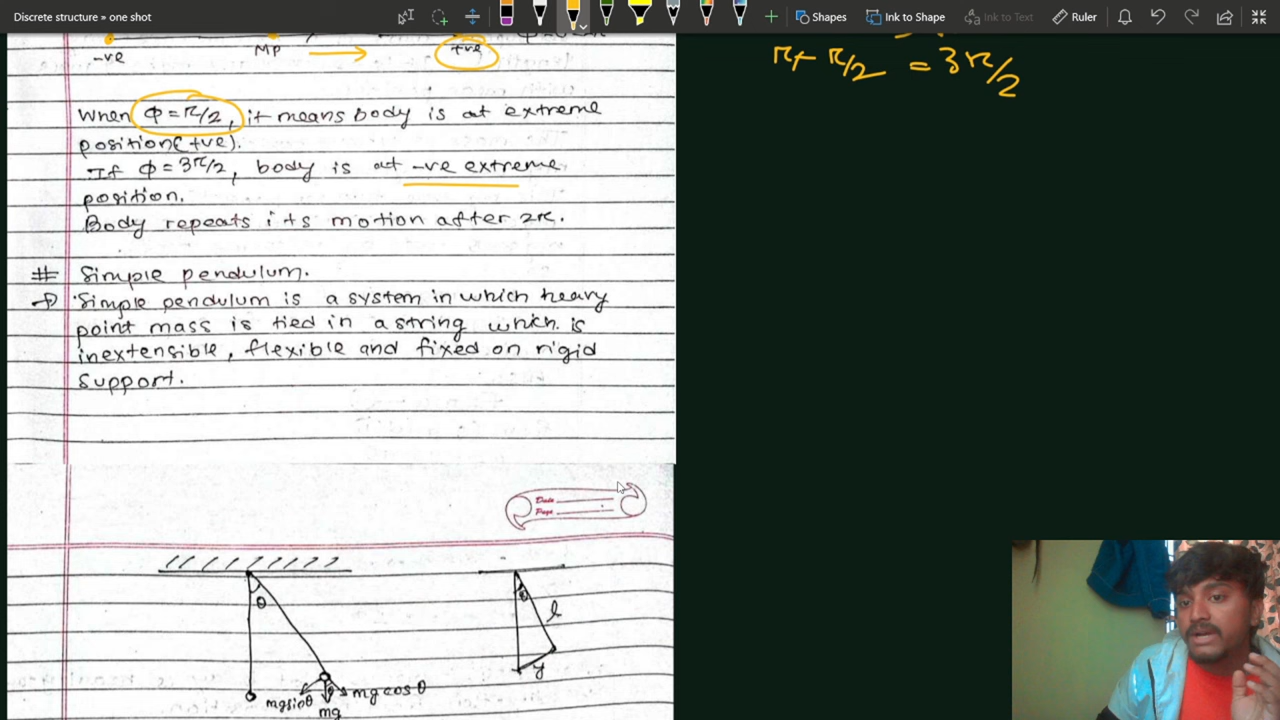 Discrete structure » one shot
Shapes
Ink to Shape
Ink to Text
Ruler
-ve
MP
+ve
π+ π/2 = 3π/2
When Φ=π/2, it means body is at extreme
position(+ve).
If Φ=3π/2, body is at -ve extreme
position.
Body repeats its motion after 2π.
# Simple pendulum.
→ Simple pendulum is a system in which heavy
point mass is tied in a string which is
inextensible, flexible and fixed on rigid
support.
Date
Page
θ
θ
l
y
mgsinθ
mg cos θ
mg